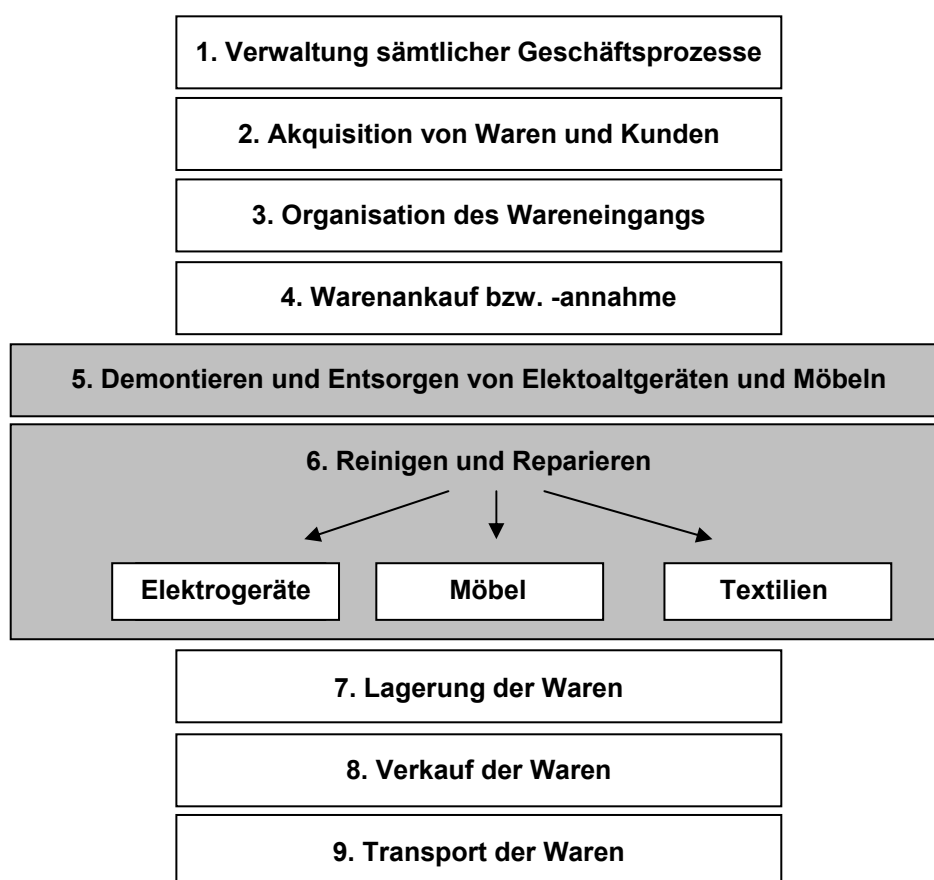 1. Verwaltung sämtlicher Geschäftsprozesse
2. Akquisition von Waren und Kunden
3. Organisation des Wareneingangs
4. Warenankauf bzw. -annahme
5. Demontieren und Entsorgen von Elektoaltgeräten und Möbeln
6. Reinigen und Reparieren
Elektrogeräte
Möbel
Textilien
7. Lagerung der Waren
8. Verkauf der Waren
9. Transport der Waren